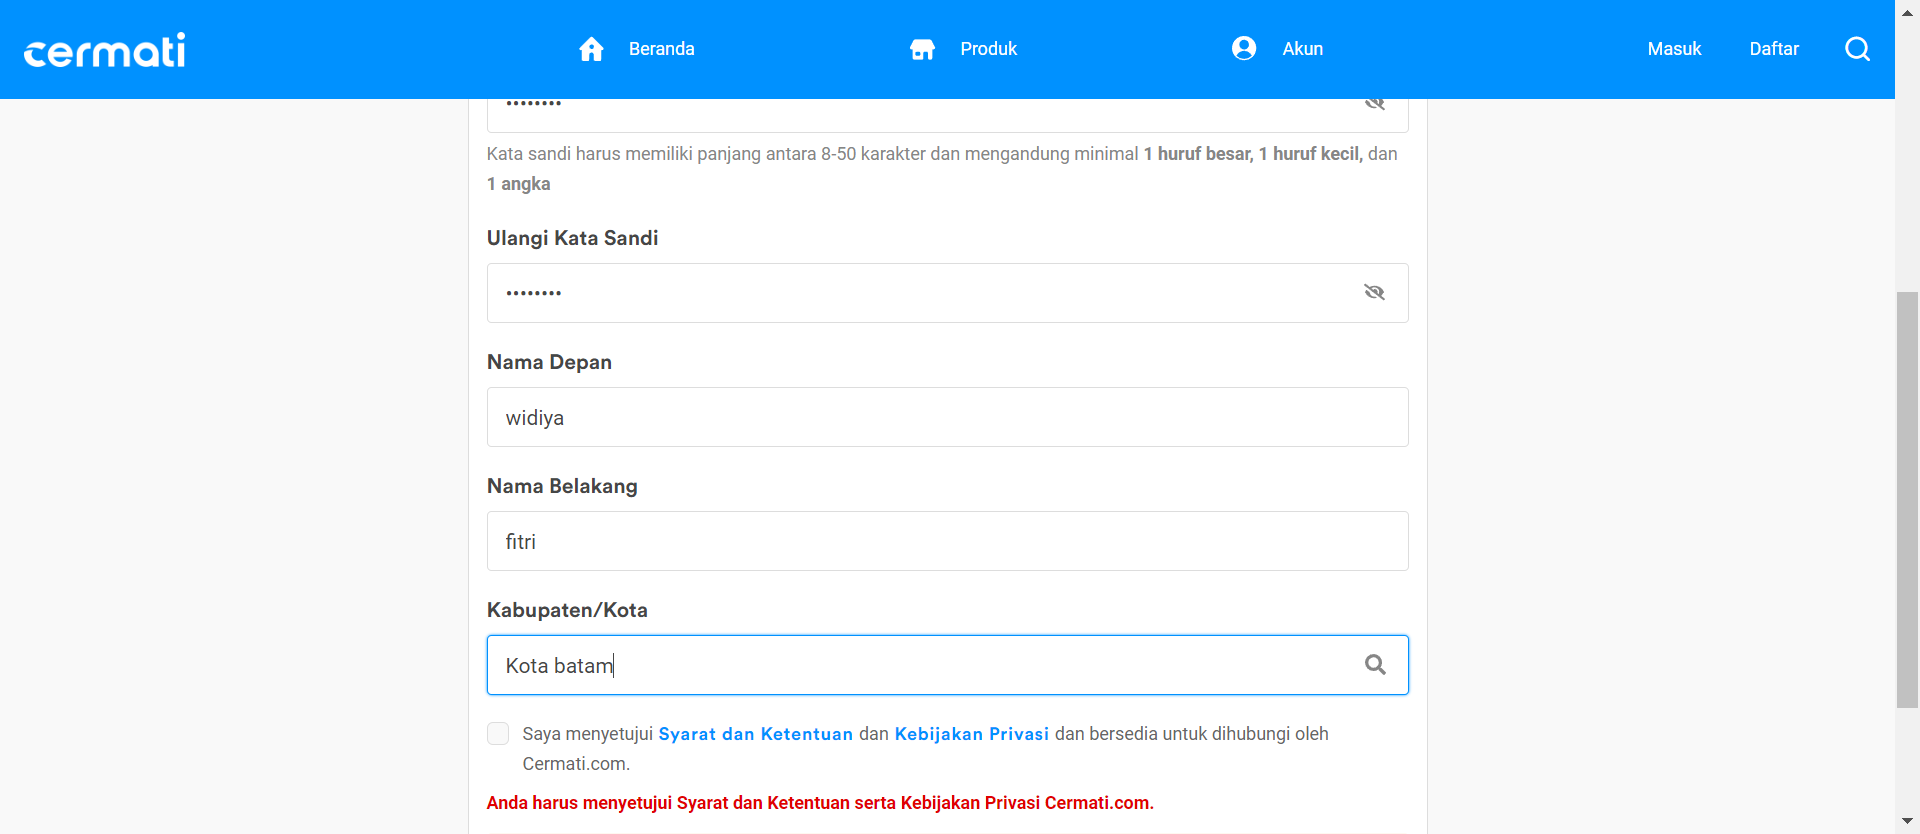 cermati
Beranda
Produk
Akun
Masuk
Daftar
••••••••
Kata sandi harus memiliki panjang antara 8-50 karakter dan mengandung minimal 1 huruf besar, 1 huruf kecil, dan
1 angka
Ulangi Kata Sandi
••••••••
Nama Depan
widiya
Nama Belakang
fitri
Kabupaten/Kota
Kota batam
Saya menyetujui Syarat dan Ketentuan dan Kebijakan Privasi dan bersedia untuk dihubungi oleh
Cermati.com.
Anda harus menyetujui Syarat dan Ketentuan serta Kebijakan Privasi Cermati.com.